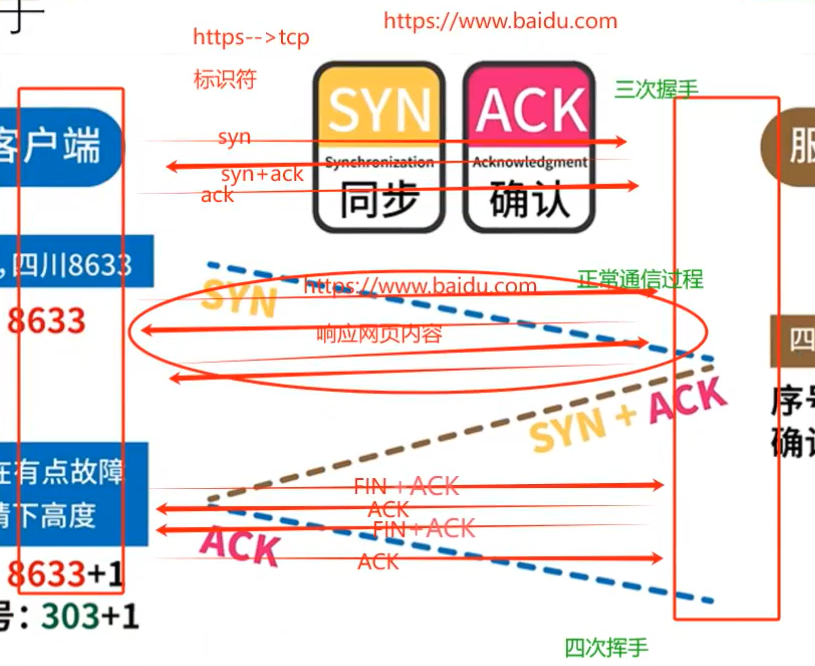 手
https://www.baidu.com
https-->tcp
标识符
SYN
ACK
三次握手
客户端
服
syn
Synchronization
Acknowledgment
syn+ack
ack
同步
确认
,四川8633
正常通信过程
https://www.baidu.com
SYN
8633
响应网页内容
四
SYN + ACK
序号
确认
在有点故障
FIN+ACK
ACK
请下高度
FIN+ACK
ACK
ACK
8633+1
号: 303+1
四次挥手